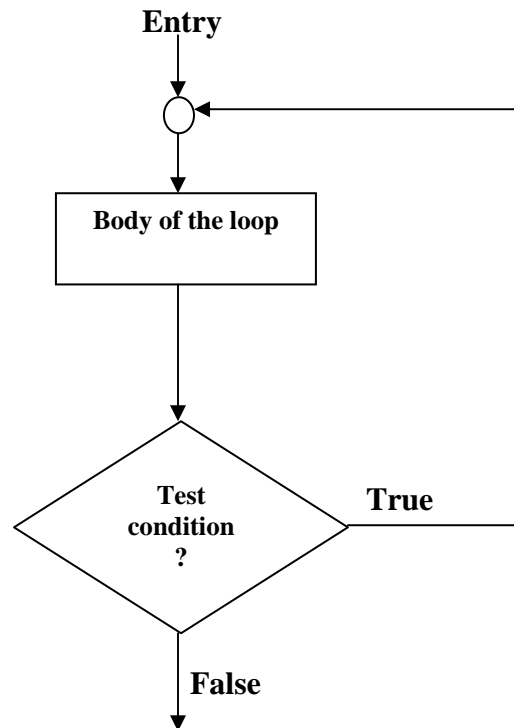 Entry
Body of the loop
Test
condition
?
True
False